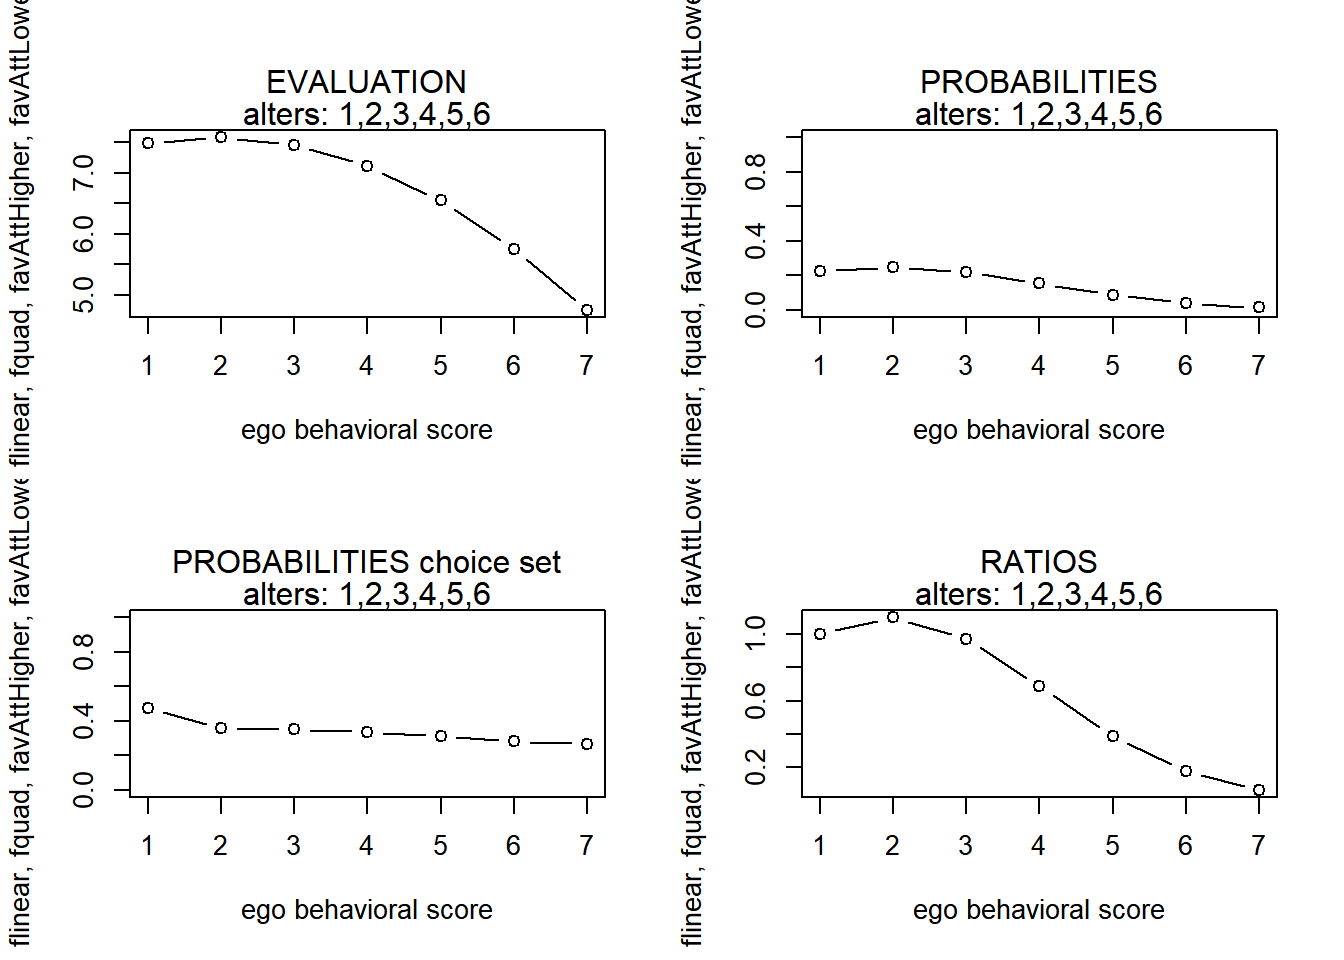 EVALUATION
alters: 1,2,3,4,5,6
flinear, fquad, favAttHigher, favAttLowe
7.0
6.0
5.0
1 2 3 4 5 6 7
ego behavioral score
PROBABILITIES
alters: 1,2,3,4,5,6
flinear, fquad, favAttHigher, favAttLowe
0.8
0.4
0.0
1 2 3 4 5 6 7
ego behavioral score
PROBABILITIES choice set
alters: 1,2,3,4,5,6
flinear, fquad, favAttHigher, favAttLowe
0.8
0.4
0.0
1 2 3 4 5 6 7
ego behavioral score
RATIOS
alters: 1,2,3,4,5,6
flinear, fquad, favAttHigher, favAttLowe
1.0
0.6
0.2
1 2 3 4 5 6 7
ego behavioral score